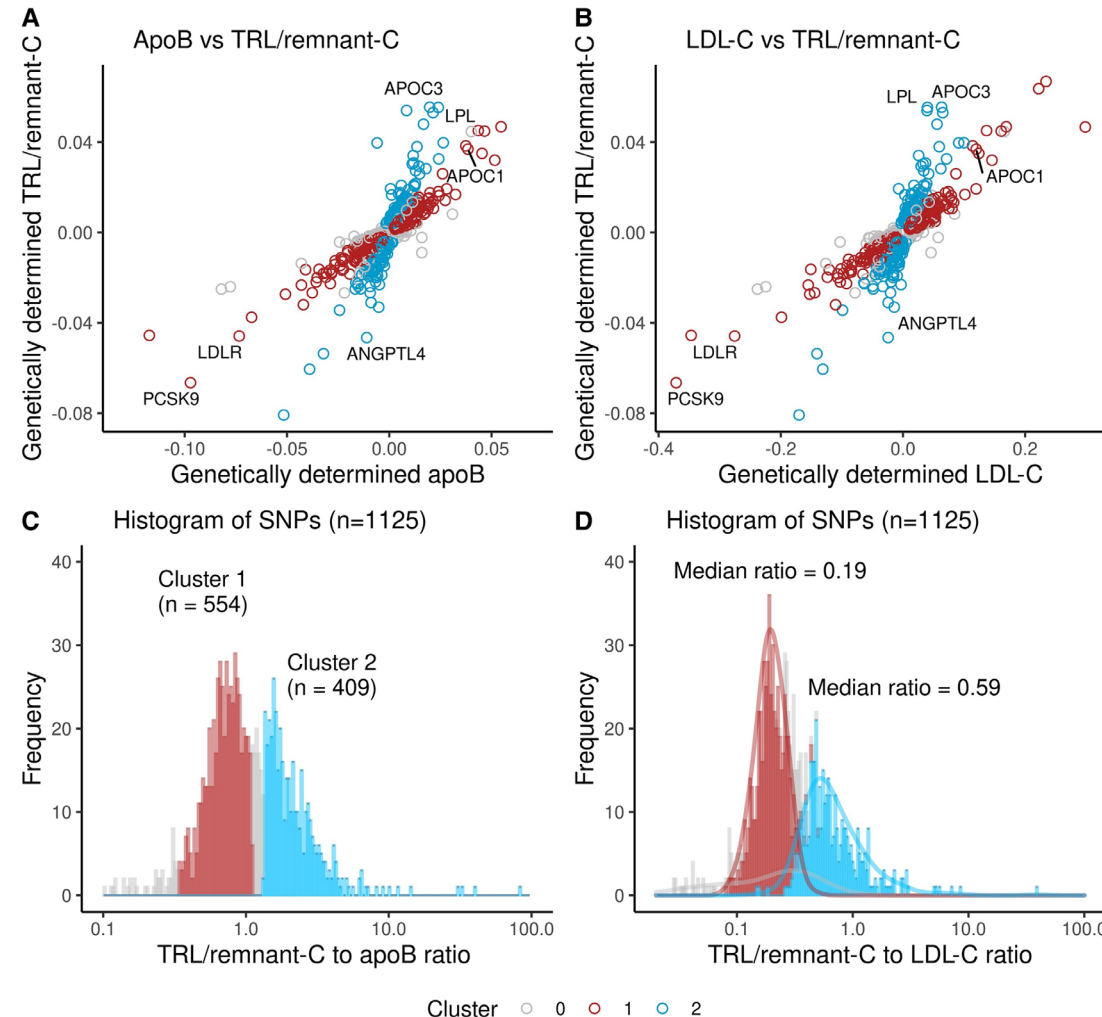 A
ApoB vs TRL/remnant-C
Genetically determined TRL/remnant-C
0.04
0.00
-0.04
-0.08
APOC3
LPL
APOC1
LDLR
ANGPTL4
PCSK9
-0.10 -0.05 0.00 0.05
Genetically determined apoB
B
LDL-C vs TRL/remnant-C
Genetically determined TRL/remnant-C
0.04
0.00
-0.04
-0.08
LPL APOC3
APOC1
ANGPTL4
LDLR
PCSK9
-0.4 -0.2 0.0 0.2
Genetically determined LDL-C
C
Histogram of SNPs (n=1125)
Frequency
40
30
20
10
0
Cluster 1
(n = 554)
Cluster 2
(n = 409)
0.1 1.0 10.0 100.0
TRL/remnant-C to apoB ratio
D
Histogram of SNPs (n=1125)
Frequency
40
30
20
10
0
Median ratio = 0.19
Median ratio = 0.59
0.1 1.0 10.0 100.0
TRL/remnant-C to LDL-C ratio
Cluster 0 1 2